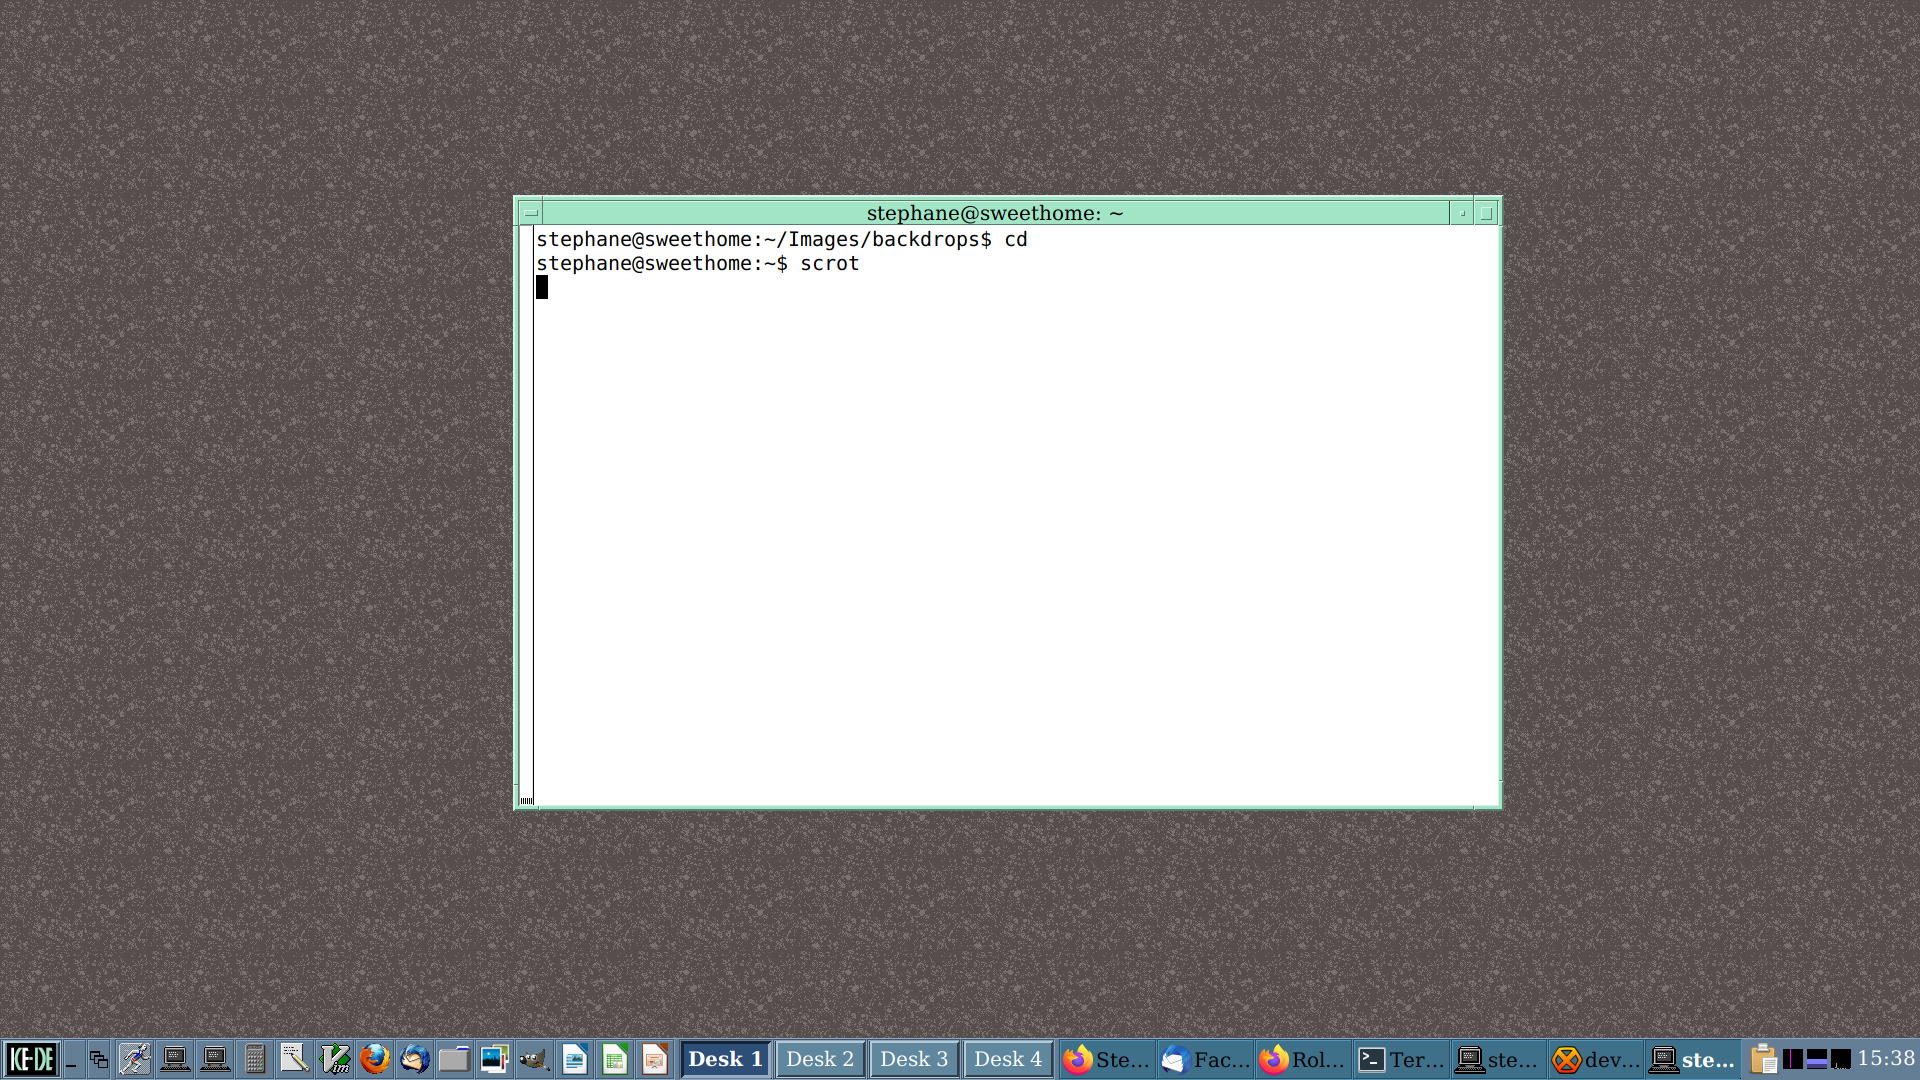 stephane@sweethome: ~
stephane@sweethome:~/Images/backdrops$ cd
stephane@sweethome:~$ scrot
ICE-DE
Desk 1
Desk 2
Desk 3
Desk 4
Ste...
Fac...
Rol...
Ter...
ste...
dev...
ste...
15:38